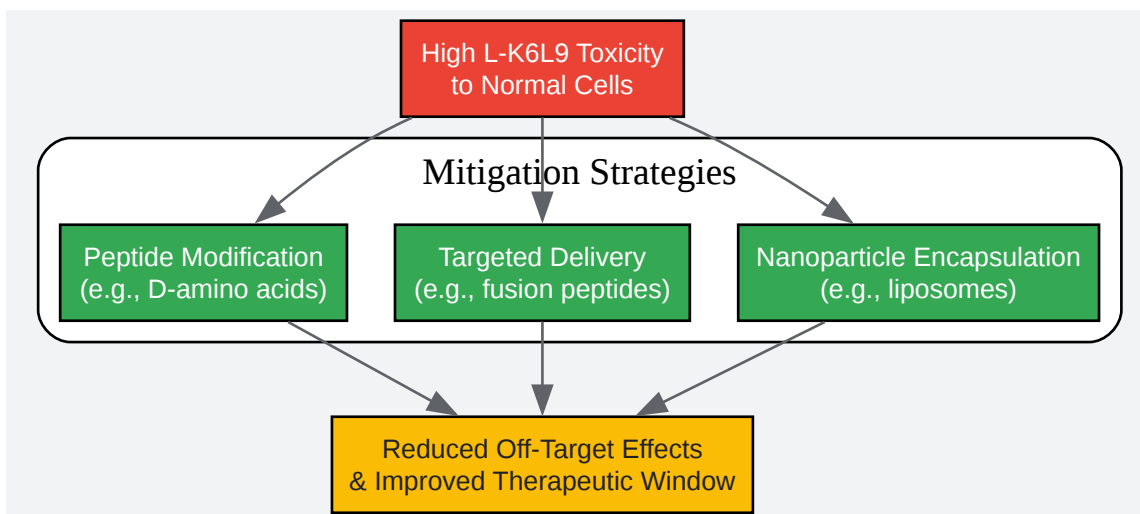 High L-K6L9 Toxicity
to Normal Cells
Mitigation Strategies
Peptide Modification
(e.g., D-amino acids)
Targeted Delivery
(e.g., fusion peptides)
Nanoparticle Encapsulation
(e.g., liposomes)
Reduced Off-Target Effects
& Improved Therapeutic Window